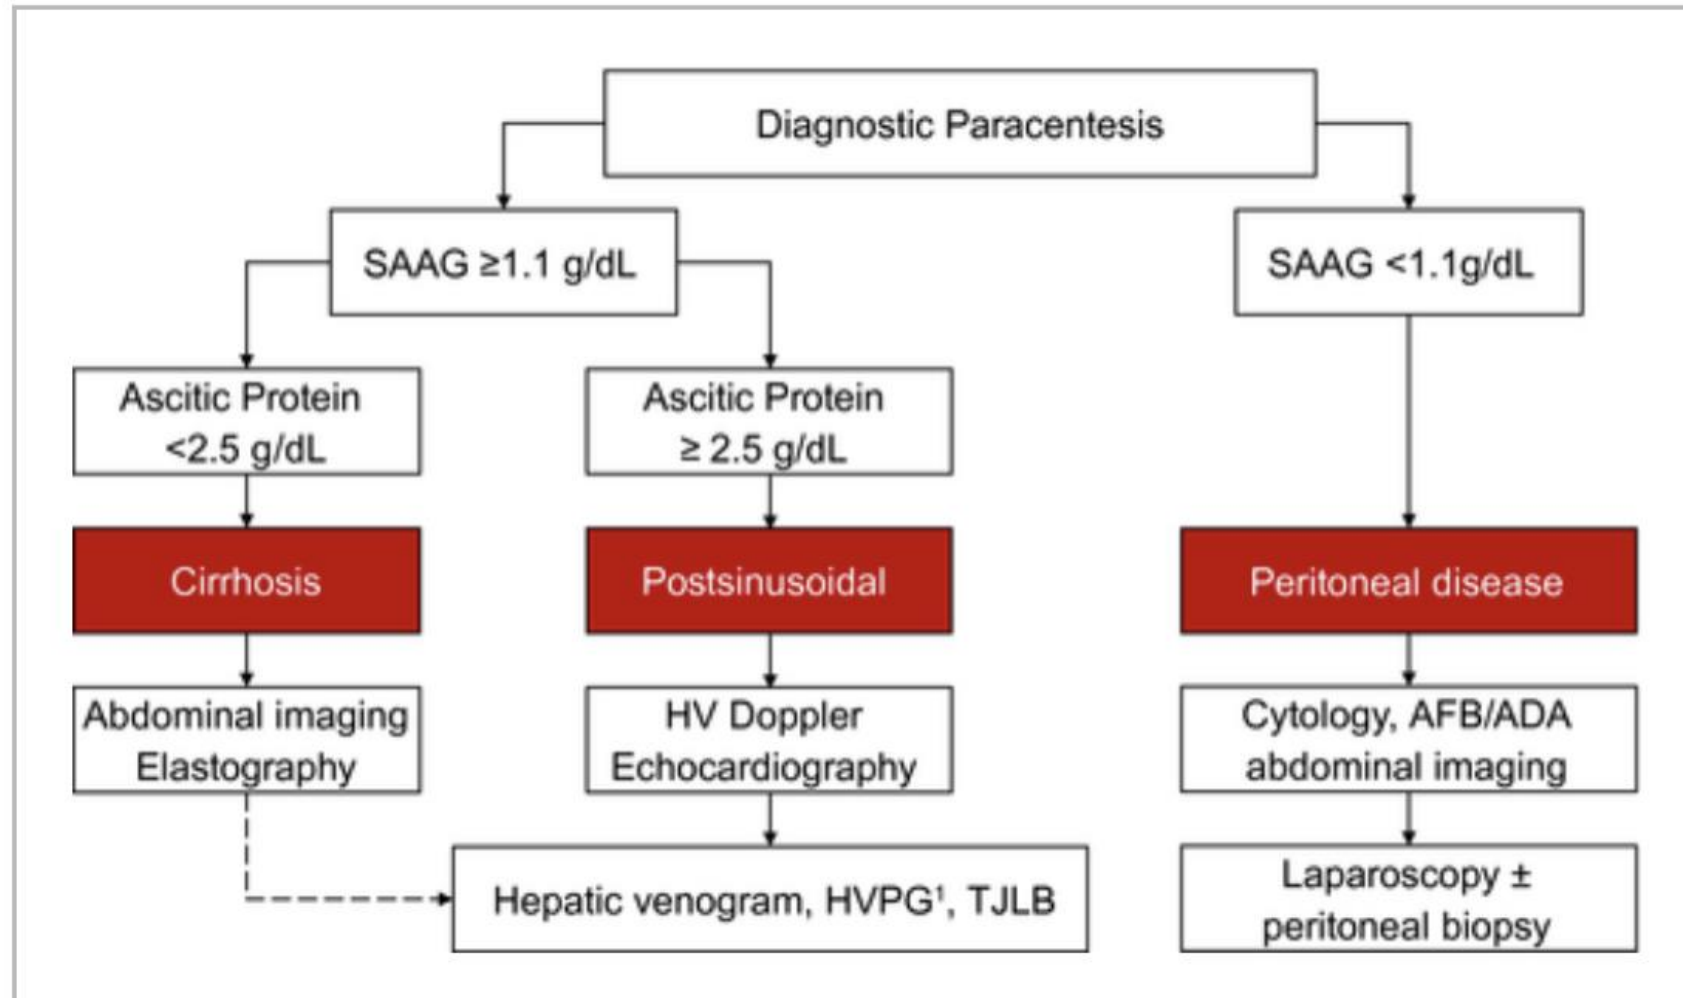 Diagnostic Paracentesis
SAAG ≥1.1 g/dL
SAAG <1.1g/dL
Ascitic Protein
<2.5 g/dL
Ascitic Protein
≥ 2.5 g/dL
Cirrhosis
Postsinusoidal
Peritoneal disease
Abdominal imaging
Elastography
HV Doppler
Echocardiography
Cytology, AFB/ADA
abdominal imaging
Hepatic venogram, HVPG¹, TJLB
Laparoscopy ±
peritoneal biopsy